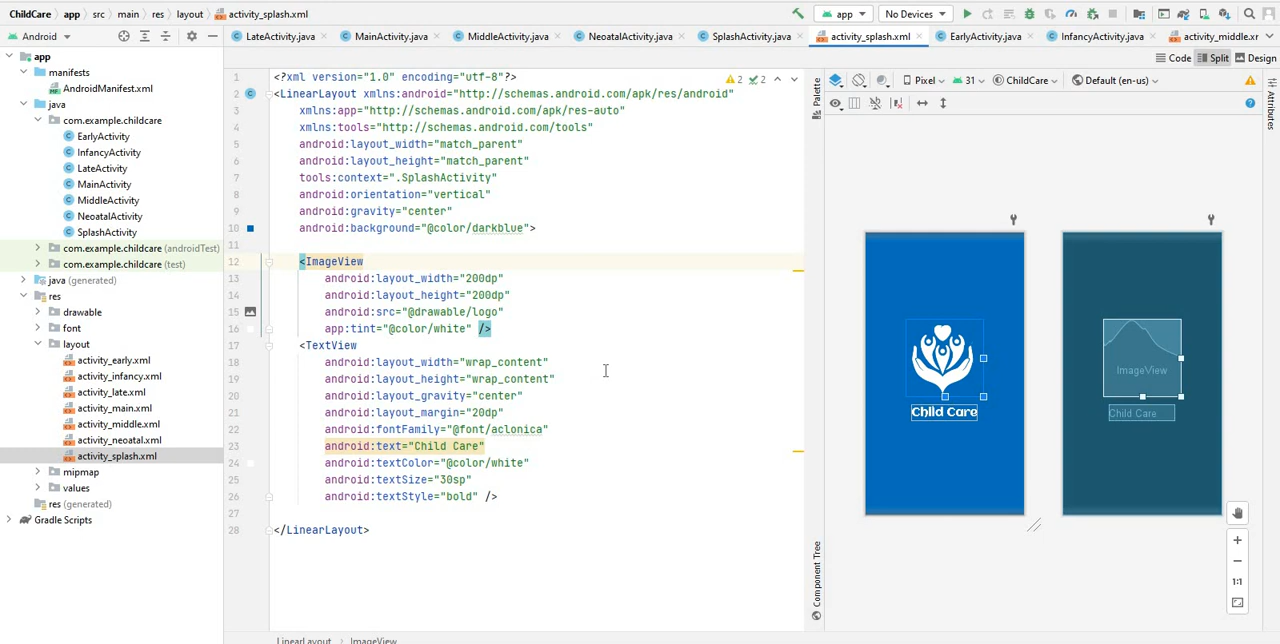 ChildCare app src main res layout activity_splash.xml
app No Devices
Android
LateActivity.java MainActivity.java MiddleActivity.java NeoatalActivity.java SplashActivity.java activity_splash.xml EarlyActivity.java InfancyActivity.java activity_middle.xr
Code Split Design
app
manifests
AndroidManifest.xml
java
com.example.childcare
EarlyActivity
InfancyActivity
LateActivity
MainActivity
MiddleActivity
NeoatalActivity
SplashActivity
com.example.childcare (androidTest)
com.example.childcare (test)
java (generated)
res
drawable
font
layout
activity_early.xml
activity_infancy.xml
activity_late.xml
activity_main.xml
activity_middle.xml
activity_neoatal.xml
activity_splash.xml
mipmap
values
res (generated)
Gradle Scripts
1 <?xml version="1.0" encoding="utf-8"?>
2 <LinearLayout xmlns:android="http://schemas.android.com/apk/res/android"
3 xmlns:app="http://schemas.android.com/apk/res-auto"
4 xmlns:tools="http://schemas.android.com/tools"
5 android:layout_width="match_parent"
6 android:layout_height="match_parent"
7 tools:context=".SplashActivity"
8 android:orientation="vertical"
9 android:gravity="center"
10 android:background="@color/darkblue">
11
12 <ImageView
13 android:layout_width="200dp"
14 android:layout_height="200dp"
15 android:src="@drawable/logo"
16 app:tint="@color/white" />
17 <TextView
18 android:layout_width="wrap_content"
19 android:layout_height="wrap_content"
20 android:layout_gravity="center"
21 android:layout_margin="20dp"
22 android:fontFamily="@font/aclonica"
23 android:text="Child Care"
24 android:textColor="@color/white"
25 android:textSize="30sp"
26 android:textStyle="bold" />
27
28 </LinearLayout>
2 2
LinearLayout ImageView
Palette
Component Tree
Pixel 31 ChildCare Default (en-us)
Child Care
ImageView
Child Care
1:1
Attributes